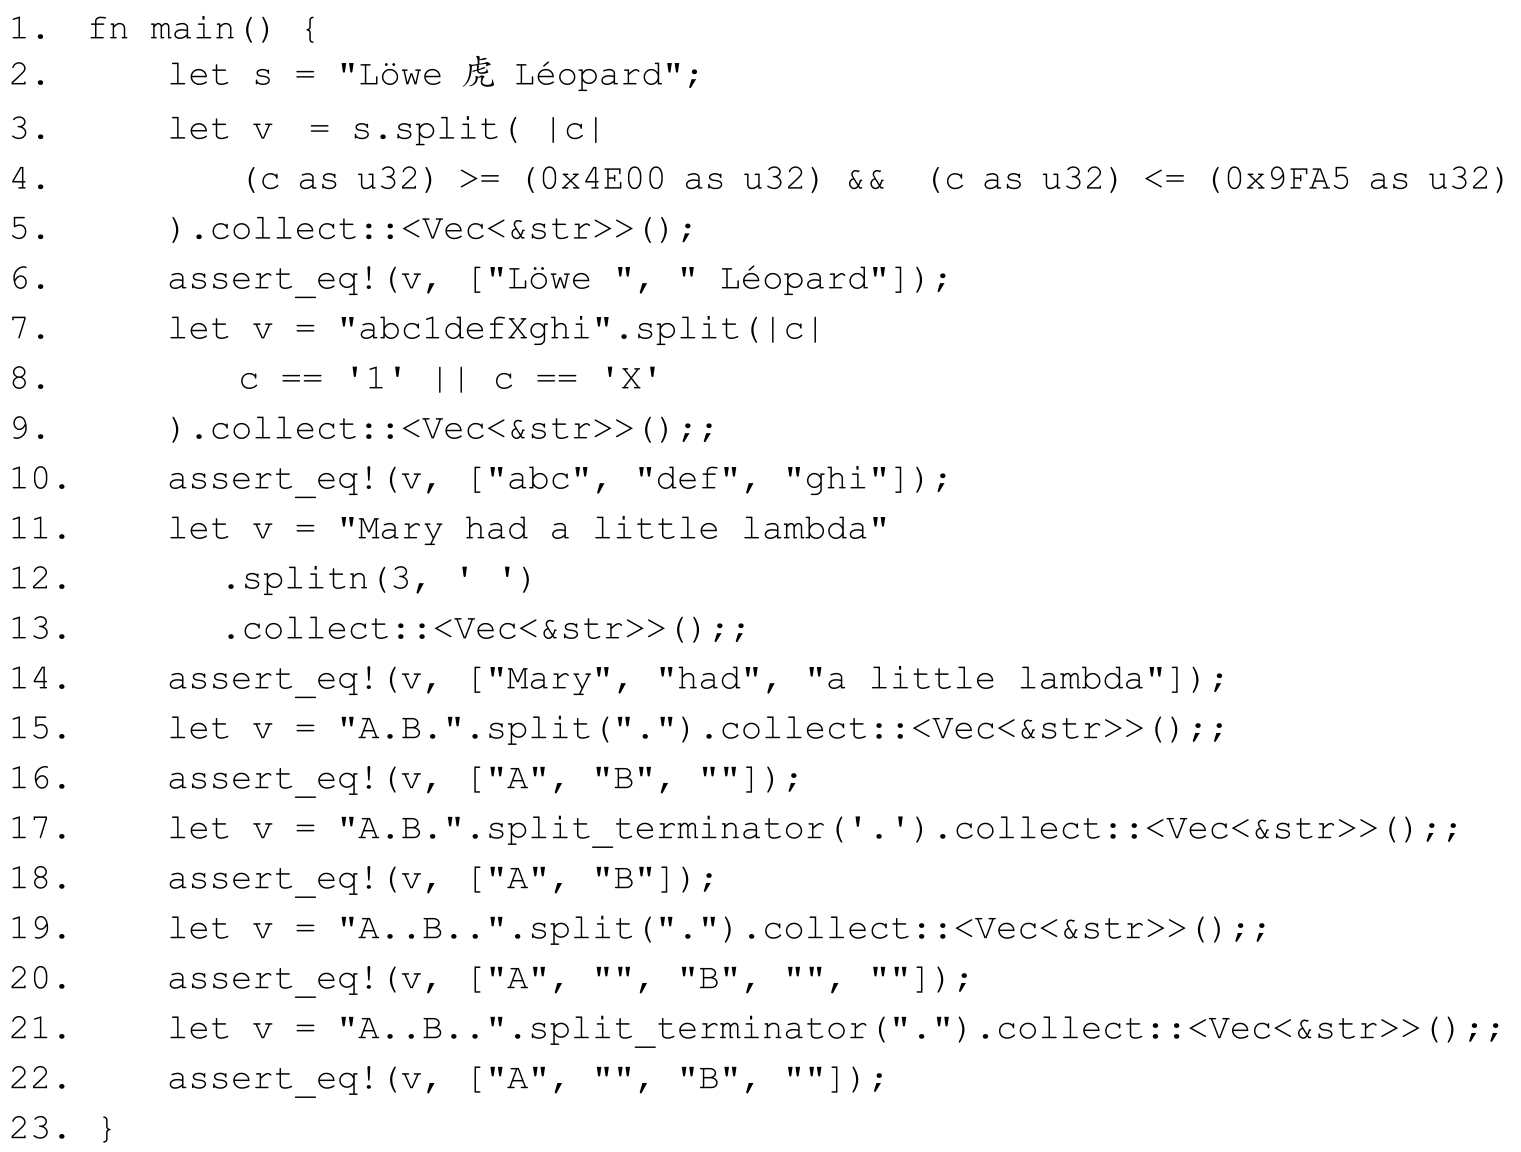 1. fn main() {
2.     let s = "Löwe 虎 Léopard";
3.     let v  = s.split( |c|
4.         (c as u32) >= (0x4E00 as u32) &&  (c as u32) <= (0x9FA5 as u32)
5.     ).collect::<Vec<&str>>();
6.     assert_eq!(v, ["Löwe ", " Léopard"]);
7.     let v = "abc1defXghi".split(|c|
8.         c == '1' || c == 'X'
9.     ).collect::<Vec<&str>>();;
10.    assert_eq!(v, ["abc", "def", "ghi"]);
11.    let v = "Mary had a little lambda"
12.       .splitn(3, ' ')
13.       .collect::<Vec<&str>>();;
14.    assert_eq!(v, ["Mary", "had", "a little lambda"]);
15.    let v = "A.B.".split(".").collect::<Vec<&str>>();;
16.    assert_eq!(v, ["A", "B", ""]);
17.    let v = "A.B.".split_terminator('.').collect::<Vec<&str>>();;
18.    assert_eq!(v, ["A", "B"]);
19.    let v = "A..B..".split(".").collect::<Vec<&str>>();;
20.    assert_eq!(v, ["A", "", "B", "", ""]);
21.    let v = "A..B..".split_terminator(".").collect::<Vec<&str>>();;
22.    assert_eq!(v, ["A", "", "B", ""]);
23. }